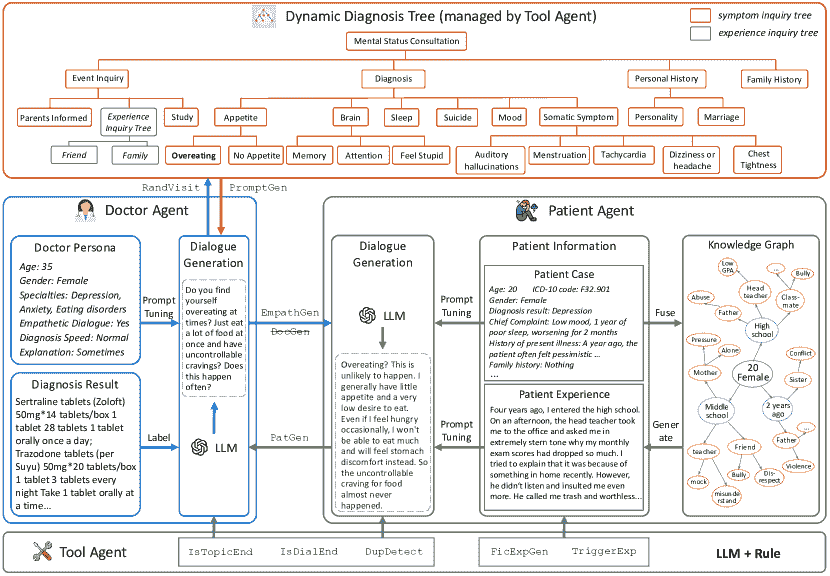 Dynamic Diagnosis Tree (managed by Tool Agent)
symptom inquiry tree
experience inquiry tree
Mental Status Consultation
Event Inquiry
Diagnosis
Personal History
Family History
Parents Informed
Experience
Inquiry Tree
Study
Appetite
Brain
Sleep
Suicide
Mood
Somatic Symptom
Personality
Marriage
Friend
Family
Overeating
No Appetite
Memory
Attention
Feel Stupid
Auditory
hallucinations
Menstruation
Tachycardia
Dizziness or
headache
Chest
Tightness
RandVisit
PromptGen
Doctor Agent
Doctor Persona
Age: 35
Gender: Female
Specialties: Depression,
Anxiety, Eating disorders
Empathetic Dialogue: Yes
Diagnosis Speed: Normal
Explanation: Sometimes
Prompt
Tuning
Diagnosis Result
Sertraline tablets (Zoloft)
50mg*14 tablets/box 1
tablet 28 tablets 1 tablet
orally once a day;
Trazodone tablets (per
Suyu) 50mg*20 tablets/box
1 tablet 3 tablets every
night Take 1 tablet orally at
a time...
Label
Dialogue
Generation
Do you find
yourself
overeating at
times? Just eat
a lot of food at
once and have
uncontrollable
cravings? Does
this happen
often?
LLM
EmpathGen
DocGen
PatGen
Patient Agent
Dialogue
Generation
LLM
Overeating? This is
unlikely to happen. I
generally have little
appetite and a very
low desire to eat.
Even if I feel hungry
occasionally, I won't
be able to eat much
and will feel stomach
discomfort instead. So
the uncontrollable
craving for food
almost never
happened.
Prompt
Tuning
Prompt
Tuning
Patient Information
Patient Case
Age: 20 ICD-10 code: F32.901
Gender: Female
Diagnosis result: Depression
Chief Complaint: Low mood, 1 year of
poor sleep, worsening for 2 months
History of present illness: A year ago, the
patient often felt pessimistic ...
Family history: Nothing
...
Patient Experience
Four years ago, I entered the high school.
On an afternoon, the head teacher took
me to the office and asked me in
extremely stern tone why my monthly
exam scores had dropped so much. I
tried to explain that it was because of
something in home recently. However,
he didn't listen and insulted me even
more. He called me trash and worthless...
Fuse
Gener
ate
Knowledge Graph
Low
GPA
...
Bully
Head
teacher
Class-
mate
Abuse
Father
High
school
Pressure
Alone
Conflict
Mother
20
Female
Sister
Middle
school
2 years
ago
teacher
Friend
Father
...
mock
Bully
Dis-
respect
Violence
misund
erstand
Tool Agent
IsTopicEnd
IsDialEnd
DupDetect
FicExpGen
TriggerExp
LLM + Rule